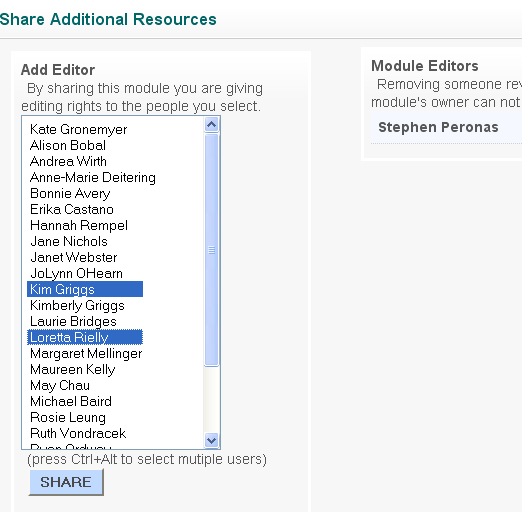 Share Additional Resources
Add Editor
By sharing this module you are giving
editing rights to the people you select.
Kate Gronemyer
Alison Bobal
Andrea Wirth
Anne-Marie Deitering
Bonnie Avery
Erika Castano
Hannah Rempel
Jane Nichols
Janet Webster
JoLynn OHearn
Kim Griggs
Kimberly Griggs
Laurie Bridges
Loretta Rielly
Margaret Mellinger
Maureen Kelly
May Chau
Michael Baird
Rosie Leung
Ruth Vondracek
Ryan Ordway
(press Ctrl+Alt to select mutiple users)
SHARE
Module Editors
Removing someone rev
module's owner can not
Stephen Peronas